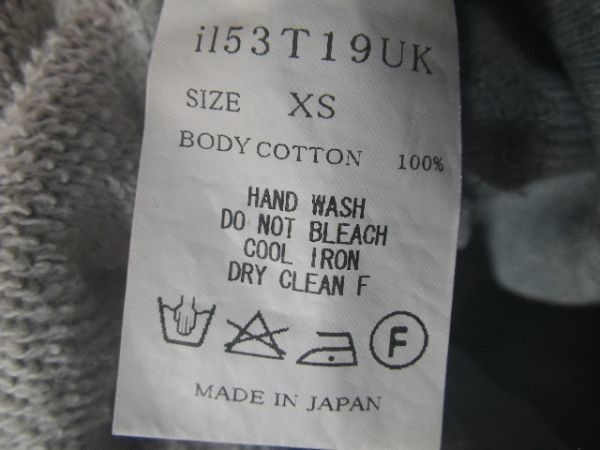 il53T19UK
SIZE XS
BODY COTTON 100%
HAND WASH
DO NOT BLEACH
COOL IRON
DRY CLEAN F
F
MADE IN JAPAN